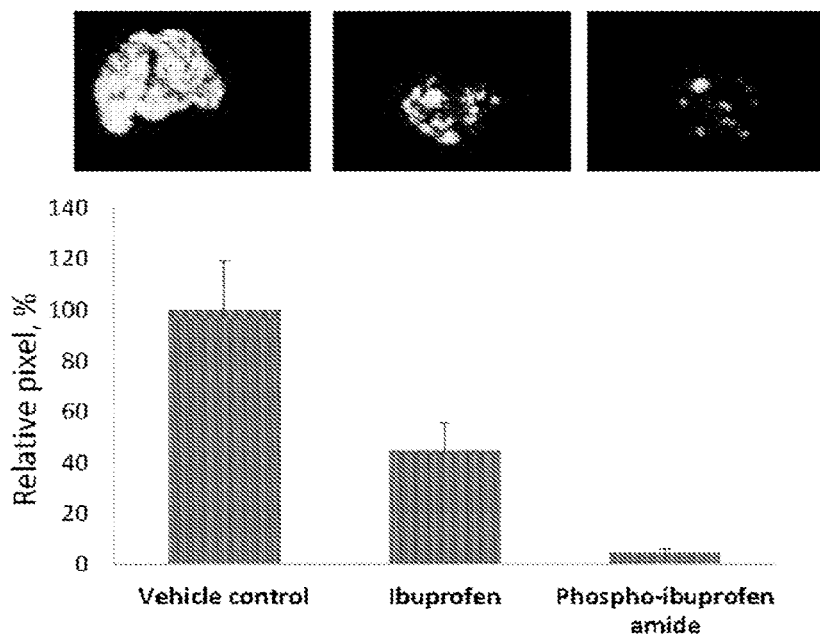 140
120
100
80
60
40
20
0
Relative pixel, %
Vehicle control
Ibuprofen
Phospho-ibuprofen
amide